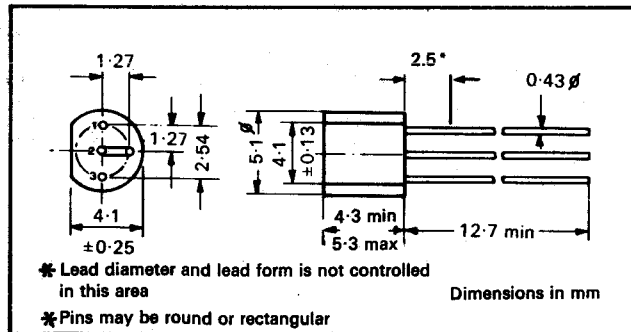 1·27
2.5*
0·43 ø
1
2
3
1·27
2·54
5·1 ø
4·1
±0·13
4·1
±0·25
4·3 min
5·3 max
12·7 min
* Lead diameter and lead form is not controlled
in this area
Dimensions in mm
* Pins may be round or rectangular